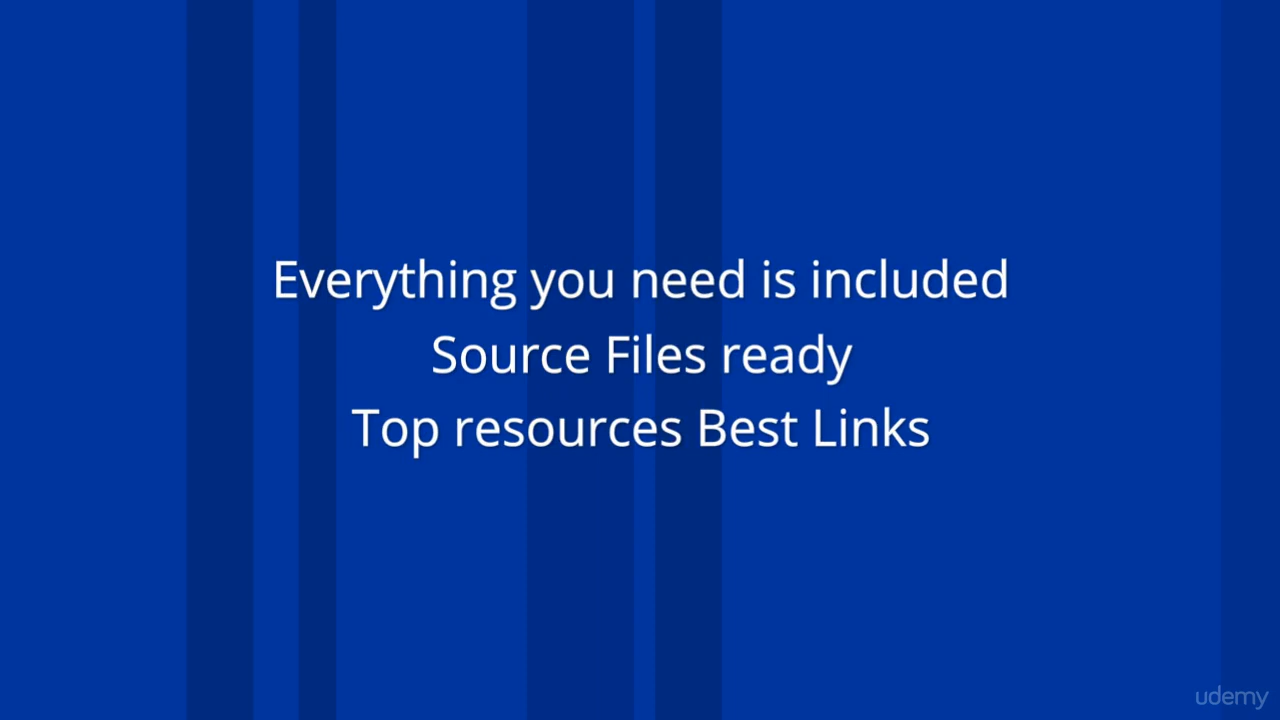 Everything you need is included
Source Files ready
Top resources Best Links
udemy